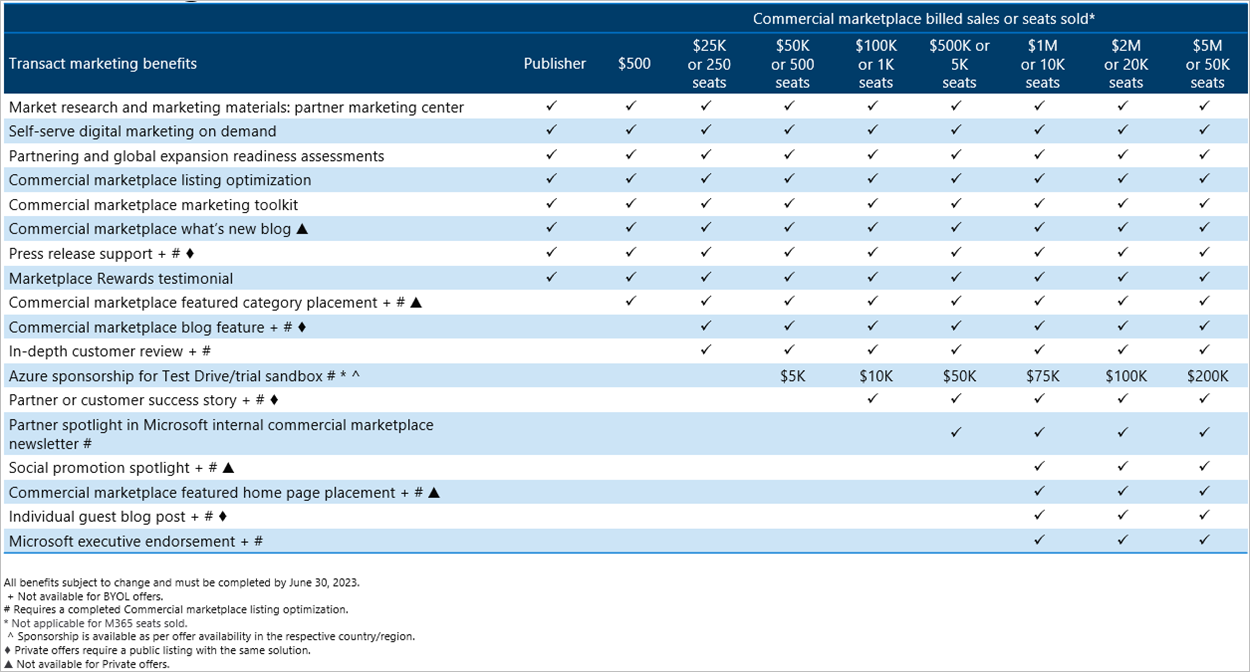 Commercial marketplace billed sales or seats sold*
Transact marketing benefits Publisher $500 $25K or 250 seats $50K or 500 seats $100K or 1K seats $500K or 5K seats $1M or 10K seats $2M or 20K seats $5M or 50K seats
Market research and marketing materials: partner marketing center ✓ ✓ ✓ ✓ ✓ ✓ ✓ ✓ ✓
Self-serve digital marketing on demand ✓ ✓ ✓ ✓ ✓ ✓ ✓ ✓ ✓
Partnering and global expansion readiness assessments ✓ ✓ ✓ ✓ ✓ ✓ ✓ ✓ ✓
Commercial marketplace listing optimization ✓ ✓ ✓ ✓ ✓ ✓ ✓ ✓ ✓
Commercial marketplace marketing toolkit ✓ ✓ ✓ ✓ ✓ ✓ ✓ ✓ ✓
Commercial marketplace what's new blog ▲ ✓ ✓ ✓ ✓ ✓ ✓ ✓ ✓ ✓
Press release support + # ♦ ✓ ✓ ✓ ✓ ✓ ✓ ✓ ✓ ✓
Marketplace Rewards testimonial ✓ ✓ ✓ ✓ ✓ ✓ ✓ ✓ ✓
Commercial marketplace featured category placement + # ▲ ✓ ✓ ✓ ✓ ✓ ✓ ✓ ✓
Commercial marketplace blog feature + # ♦ ✓ ✓ ✓ ✓ ✓ ✓ ✓
In-depth customer review + # ✓ ✓ ✓ ✓ ✓ ✓ ✓
Azure sponsorship for Test Drive/trial sandbox # * ^ $5K $10K $50K $75K $100K $200K
Partner or customer success story + # ♦ ✓ ✓ ✓ ✓ ✓
Partner spotlight in Microsoft internal commercial marketplace
newsletter # ✓ ✓ ✓ ✓
Social promotion spotlight + # ▲ ✓ ✓ ✓
Commercial marketplace featured home page placement + # ▲ ✓ ✓ ✓
Individual guest blog post + # ♦ ✓ ✓ ✓
Microsoft executive endorsement + # ✓ ✓ ✓
All benefits subject to change and must be completed by June 30, 2023.
+ Not available for BYOL offers.
# Requires a completed Commercial marketplace listing optimization.
* Not applicable for M365 seats sold.
^ Sponsorship is available as per offer availability in the respective country/region.
♦ Private offers require a public listing with the same solution.
▲ Not available for Private offers.